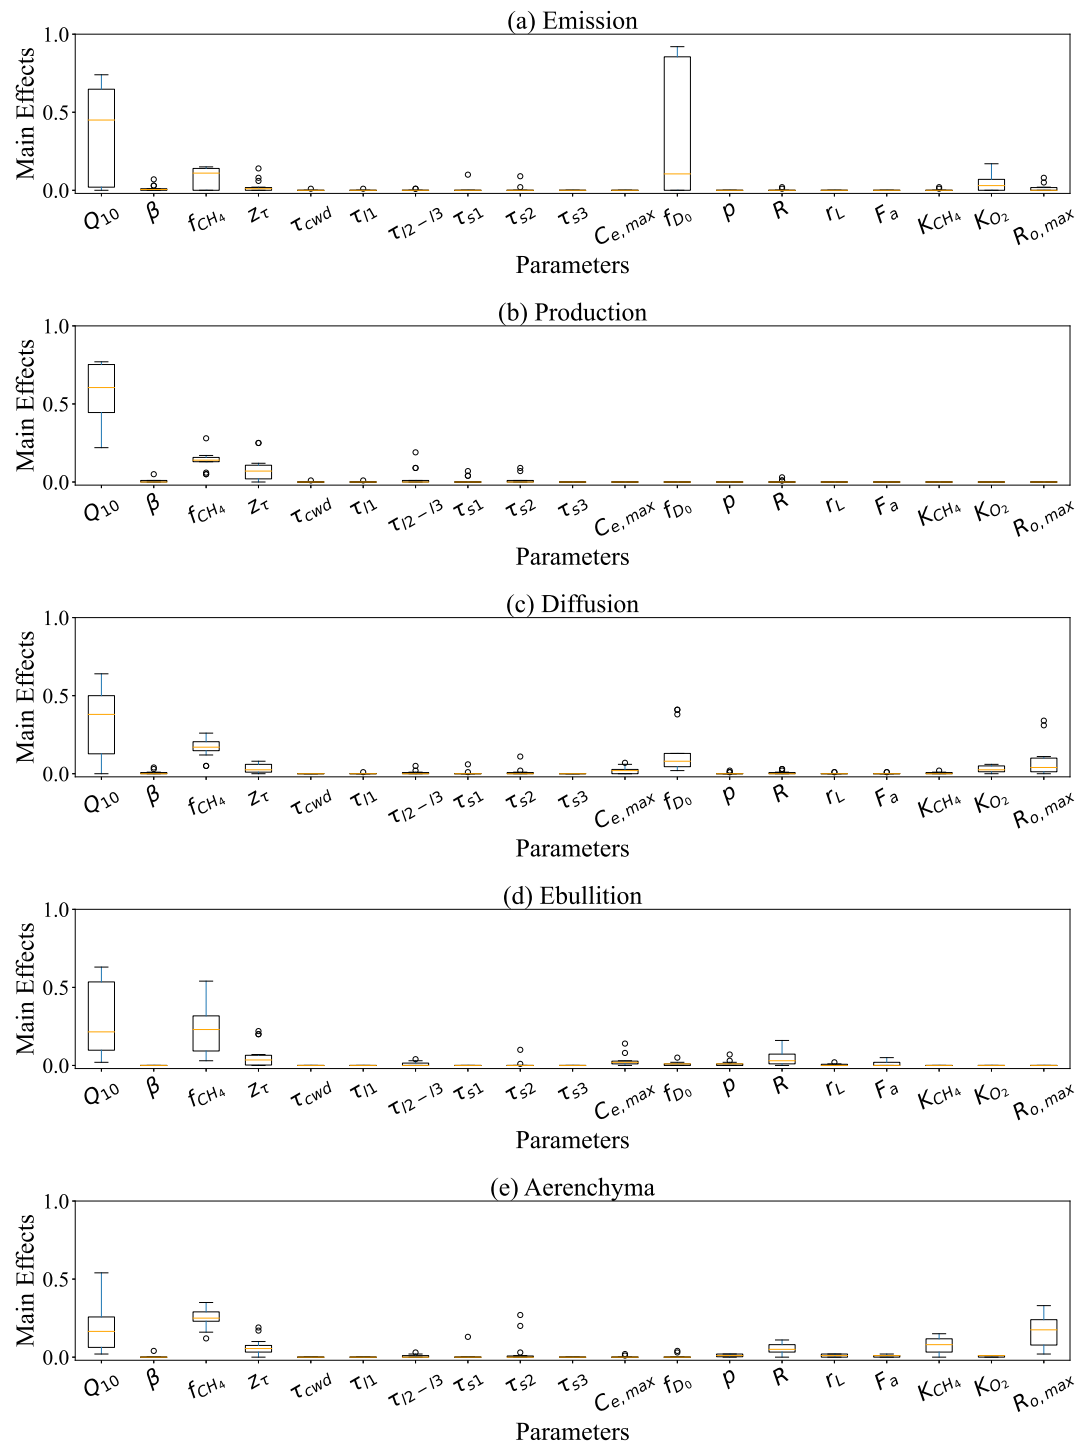 (a) Emission
Main Effects
1.0
0.5
0.0
Q10 β fCH4 zτ τcwd τl1 τl2−l3 τs1 τs2 τs3 Ce,max fD0 p R rL Fa KCH4 KO2 Ro,max
Parameters
(b) Production
Main Effects
1.0
0.5
0.0
Q10 β fCH4 zτ τcwd τl1 τl2−l3 τs1 τs2 τs3 Ce,max fD0 p R rL Fa KCH4 KO2 Ro,max
Parameters
(c) Diffusion
Main Effects
1.0
0.5
0.0
Q10 β fCH4 zτ τcwd τl1 τl2−l3 τs1 τs2 τs3 Ce,max fD0 p R rL Fa KCH4 KO2 Ro,max
Parameters
(d) Ebullition
Main Effects
1.0
0.5
0.0
Q10 β fCH4 zτ τcwd τl1 τl2−l3 τs1 τs2 τs3 Ce,max fD0 p R rL Fa KCH4 KO2 Ro,max
Parameters
(e) Aerenchyma
Main Effects
1.0
0.5
0.0
Q10 β fCH4 zτ τcwd τl1 τl2−l3 τs1 τs2 τs3 Ce,max fD0 p R rL Fa KCH4 KO2 Ro,max
Parameters